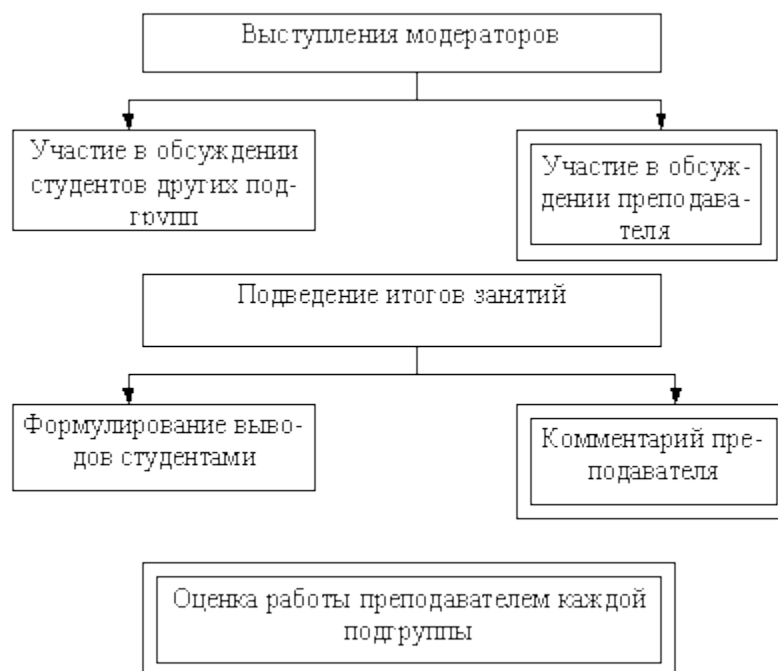 Выступления модераторов
Участие в обсуждении
студентов других под-
групп
Участие в обсуж-
дении преподава-
теля
Подведение итогов занятий
Формулирование выво-
дов студентами
Комментарий пре-
подавателя
Оценка работы преподавателем каждой
подгруппы